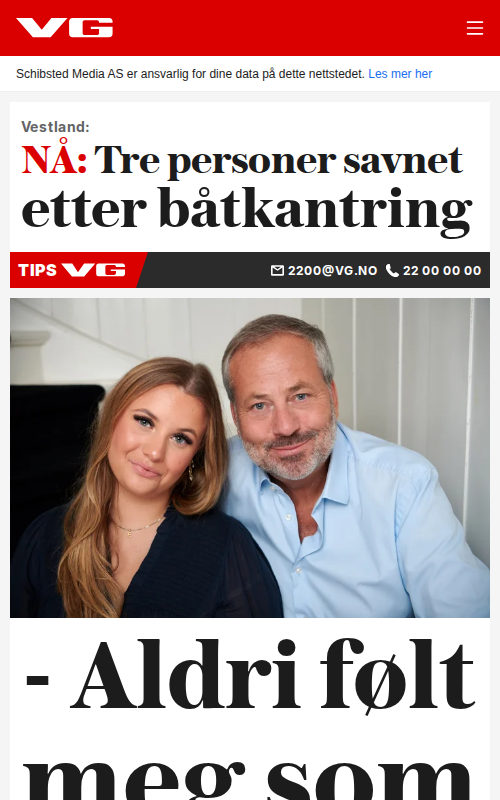 VG
Schibsted Media AS er ansvarlig for dine data på dette nettstedet. Les mer her
Vestland:
NÅ: Tre personer savnet
etter båtkantring
TIPS VG 2200@VG.NO 22 00 00 00
- Aldri følt
meg som